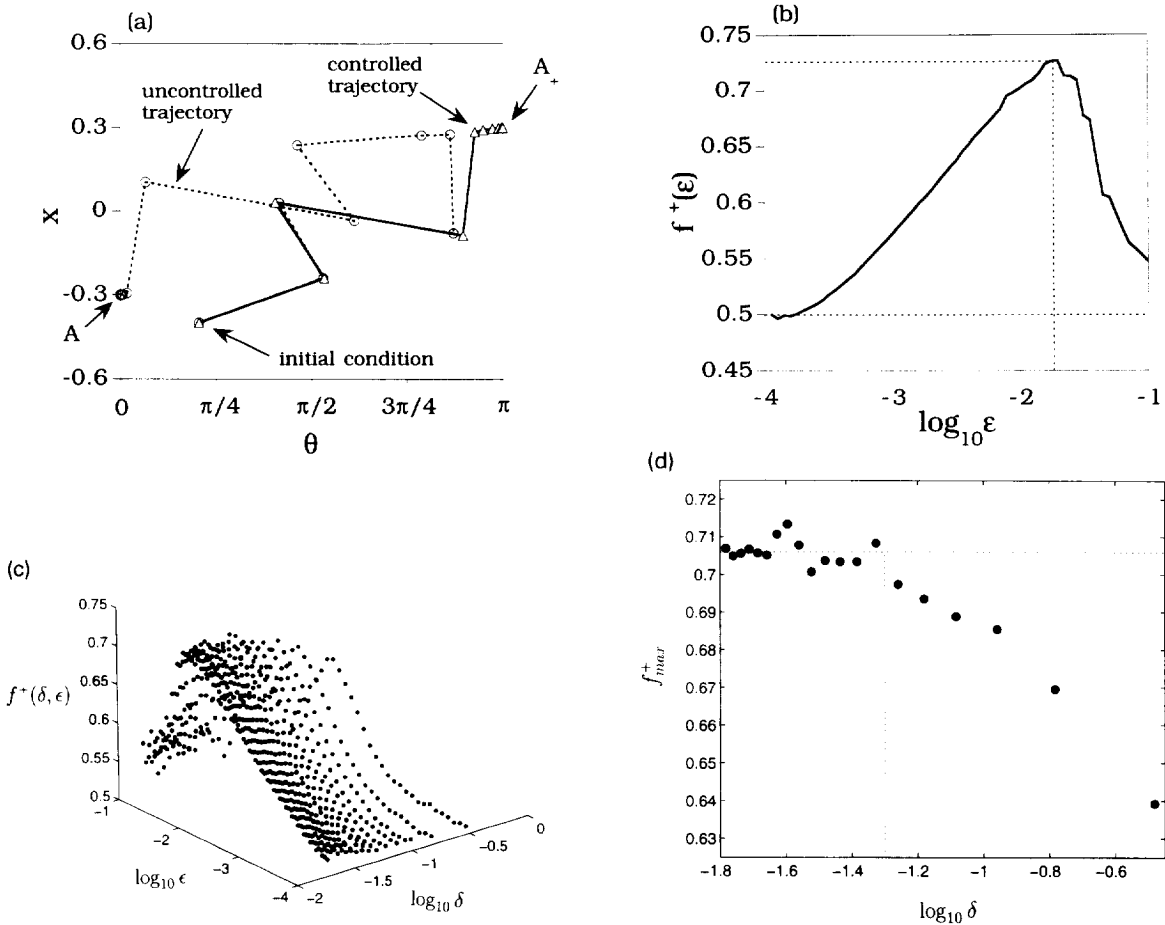 (a)
0.6
0.3
0
-0.3
-0.6
X
uncontrolled
trajectory
controlled
trajectory
A+
A
initial condition
0 π/4 π/2 3π/4 π
θ
(b)
0.75
0.7
0.65
0.6
0.55
0.5
0.45
f+(ε)
-4 -3 -2 -1
log10ε
(c)
0.75
0.7
0.65
0.6
0.55
0.5
f+(δ, ϵ)
-1
-2
-3
-4
log10 ϵ
-2
-1.5
-1
-0.5
0
log10 δ
(d)
0.72
0.71
0.7
0.69
0.68
0.67
0.66
0.65
0.64
0.63
f+max
-1.8 -1.6 -1.4 -1.2 -1 -0.8 -0.6
log10 δ